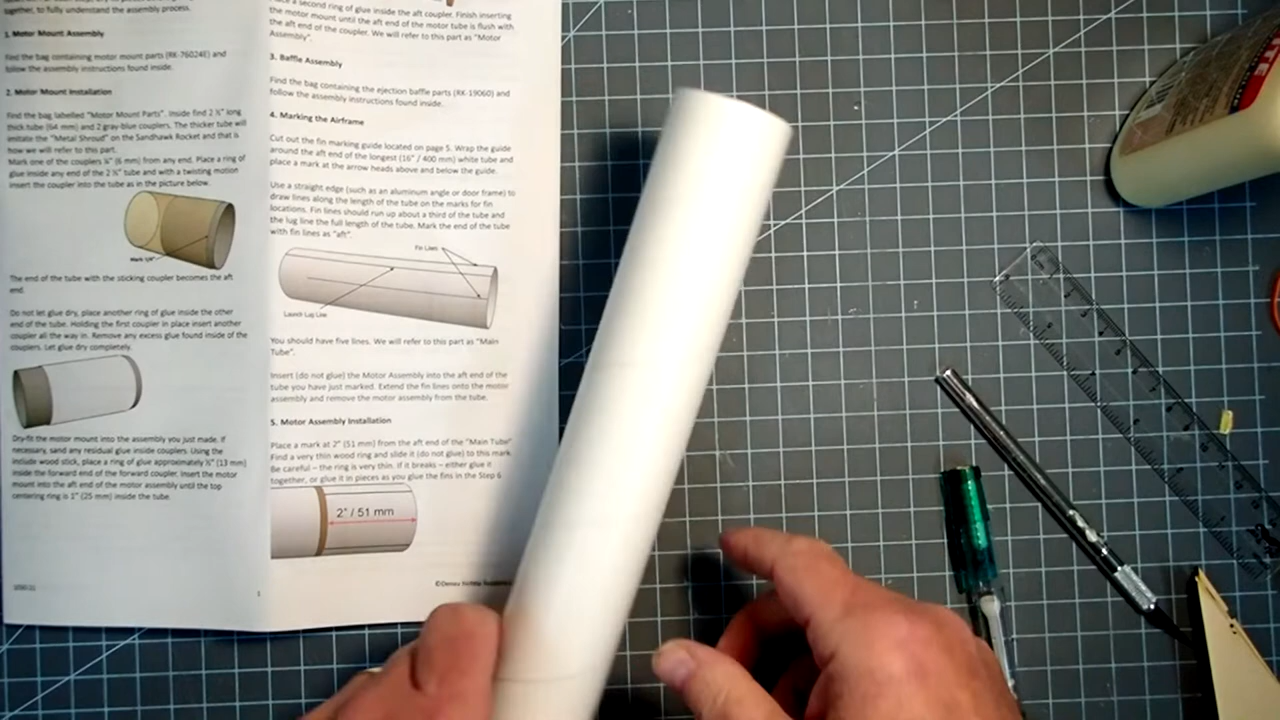 together, to fully understand the assembly process.
1. Motor Mount Assembly
Find the bag containing motor mount parts (RK-76024E) and
follow the assembly instructions found inside.
2. Motor Mount Installation
Find the bag labelled "Motor Mount Parts". Inside find 2 ½" long
thick tube (64 mm) and 2 gray-blue couplers. The thicker tube will
imitate the "Metal Shroud" on the Sandhawk Rocket and that is
how we will refer to this part.
Mark one of the couplers ¼" (6 mm) from any end. Place a ring of
glue inside any end of the 2 ½" tube and with a twisting motion
insert the coupler into the tube as in the picture below.
Mark 1/4"
The end of the tube with the sticking coupler becomes the aft
end.
Do not let glue dry, place another ring of glue inside the other
end of the tube. Holding the first coupler in place insert another
coupler all the way in. Remove any excess glue found inside of the
couplers. Let glue dry completely.
Dry-fit the motor mount into the assembly you just made. If
necessary, sand any residual glue inside couplers. Using the
include wood stick, place a ring of glue approximately ½" (13 mm)
inside the forward end of the forward coupler. Insert the motor
mount into the aft end of the assembly until the top
centering ring is 1" (25 mm) inside the tube.
1
Place a second ring of glue inside the aft coupler. Finish inserting
the motor mount until the aft end of the motor tube is flush with
the aft end of the coupler. We will refer to this part as "Motor
Assembly".
3. Baffle Assembly
Find the bag containing the ejection baffle parts (RK-19060) and
follow the assembly instructions found inside.
4. Marking the Airframe
Cut out the fin marking guide located on page 5. Wrap the guide
around the aft end of the longest (16" / 400 mm) white tube and
place a mark at the arrow heads above and below the guide.
Use a straight edge (such as an aluminum angle or door frame) to
draw lines along the length of the tube on the marks for fin
locations. Fin lines should run up about a third of the tube and
the lug line the full length of the tube. Mark the end of the tube
with fin lines as "aft".
Fin Lines
Launch Lug Line
You should have five lines. We will refer to this part as "Main
Tube".
Insert (do not glue) the Motor Assembly into the aft end of the
tube you have just marked. Extend the fin lines onto the motor
assembly and remove the motor assembly from the tube.
5. Motor Assembly Installation
Place a mark at 2" (51 mm) from the aft end of the "Main Tube"
Find a very thin wood ring and slide it (do not glue) to this mark.
Be careful – the ring is very thin. If it breaks – either glue it
together, or glue it in pieces as you glue the fins in the Step 6
2" / 51 mm